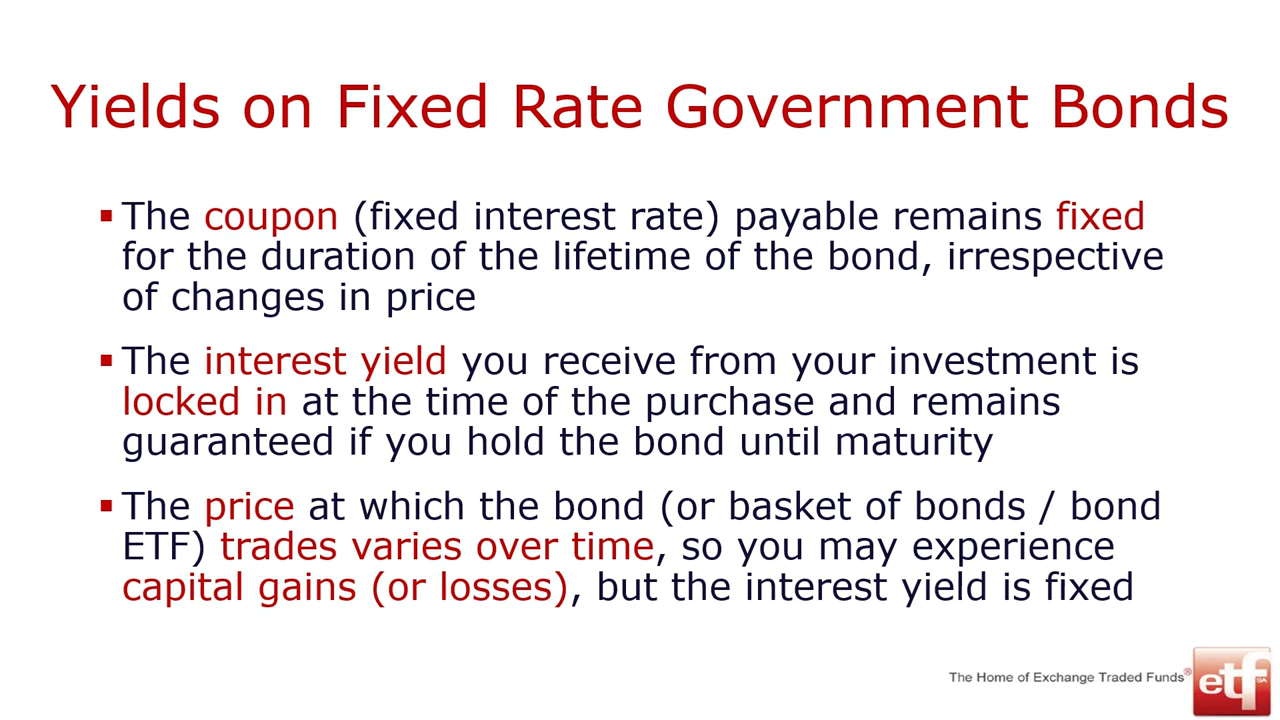 Yields on Fixed Rate Government Bonds
▪ The coupon (fixed interest rate) payable remains fixed
for the duration of the lifetime of the bond, irrespective
of changes in price
▪ The interest yield you receive from your investment is
locked in at the time of the purchase and remains
guaranteed if you hold the bond until maturity
▪ The price at which the bond (or basket of bonds / bond
ETF) trades varies over time, so you may experience
capital gains (or losses), but the interest yield is fixed
The Home of Exchange Traded Funds®
etf
SA